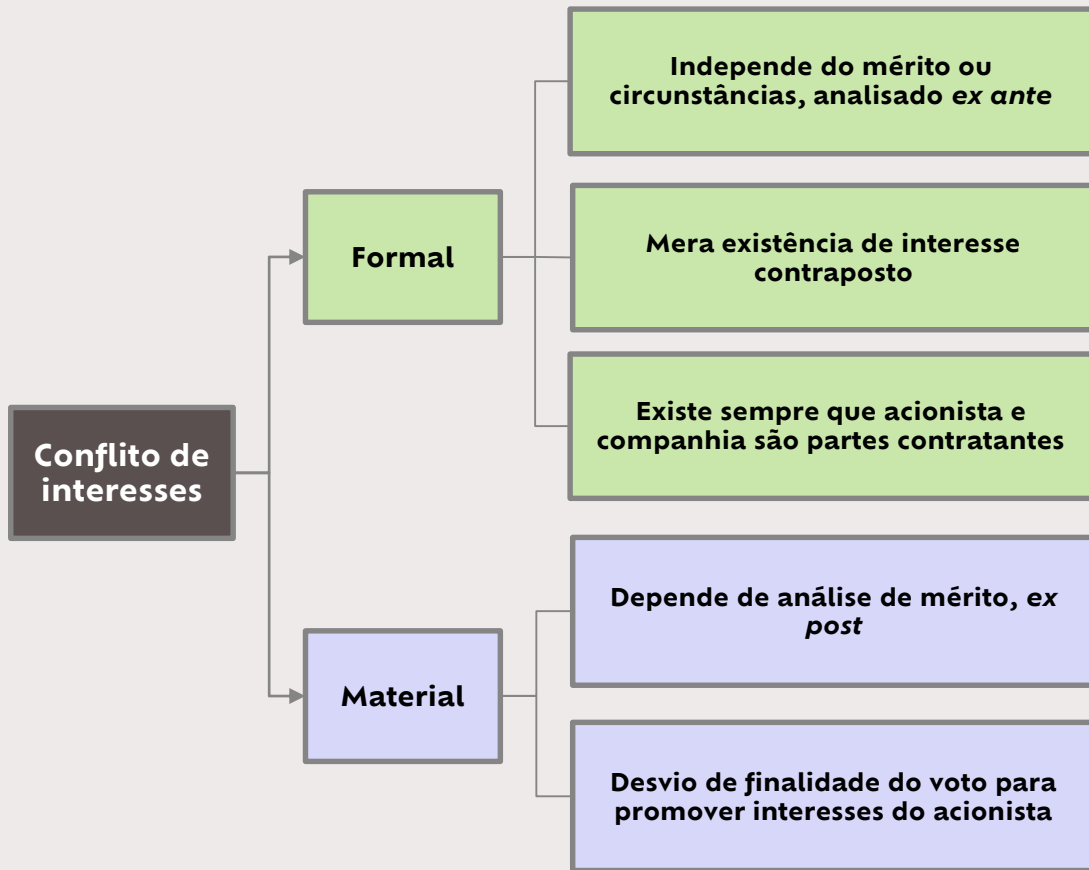 Conflito de
interesses
Formal
Independe do mérito ou
circunstâncias, analisado ex ante
Mera existência de interesse
contraposto
Existe sempre que acionista e
companhia são partes contratantes
Material
Depende de análise de mérito, ex
post
Desvio de finalidade do voto para
promover interesses do acionista